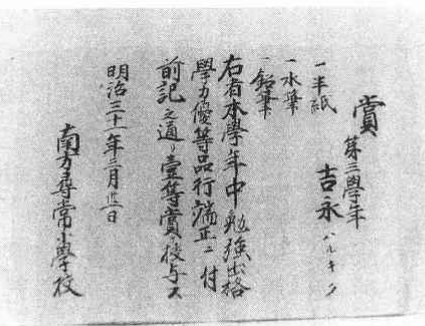 賞
第三學年
吉永ハルキク
一半紙
一水筆
一鉛筆
右者本學年中勉強出格
學力優等品行端正ニ付
前記之通リ壹等賞授与ス
明治三十一年三月 日
南方尋常小學校